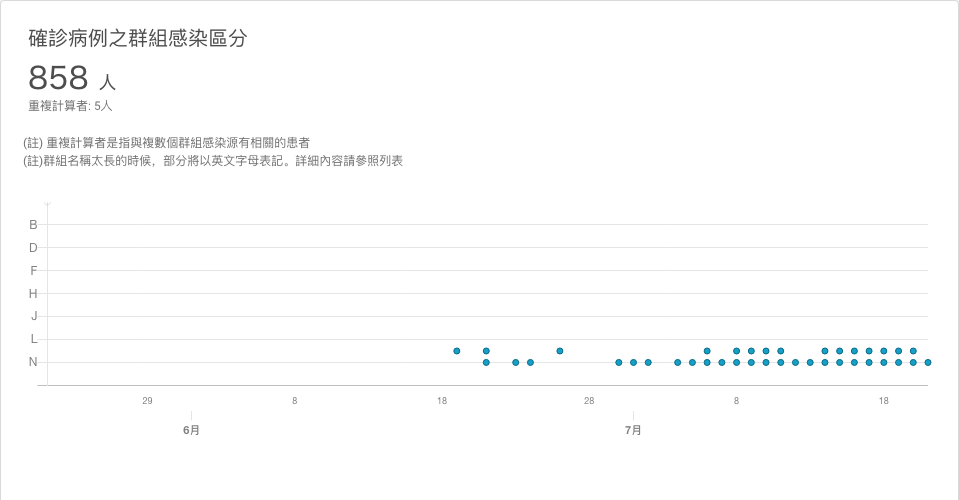 確診病例之群組感染區分
858 人
重複計算者: 5人
(註) 重複計算者是指與複數個群組感染源有相關的患者
(註)群組名稱太長的時候，部分將以英文字母表記。詳細內容請參照列表
B
D
F
H
J
L
N
29 8 18 28 8 18
6月 7月